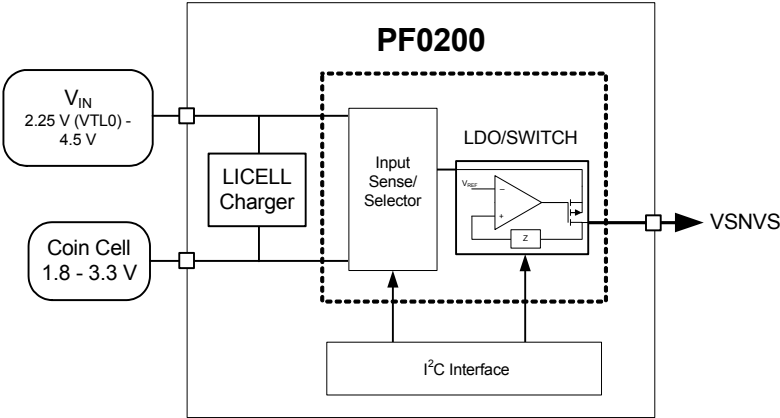 PF0200
VIN
2.25 V (VTL0) -
4.5 V
LICELL
Charger
Coin Cell
1.8 - 3.3 V
Input
Sense/
Selector
LDO/SWITCH
VREF
–
+
Z
VSNVS
I2C Interface